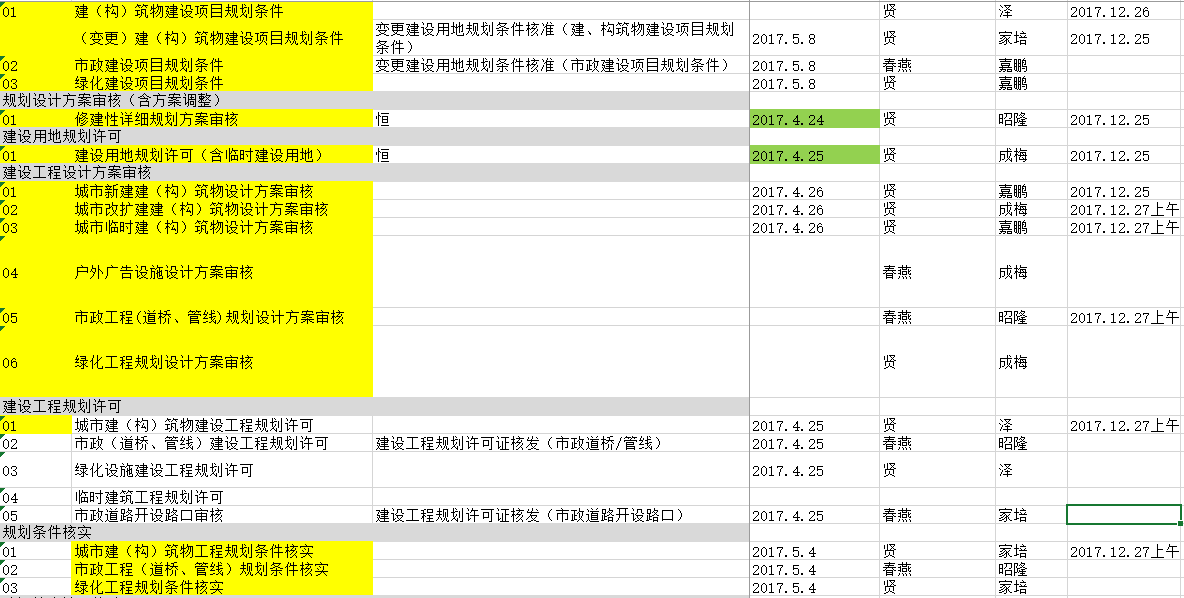 01 建（构）筑物建设项目规划条件 贤 泽 2017.12.26
（变更）建（构）筑物建设项目规划条件 变更建设用地规划条件核准（建、构筑物建设项目规划
条件） 2017.5.8 贤 家培 2017.12.25
02 市政建设项目规划条件 变更建设用地规划条件核准（市政建设项目规划条件） 2017.5.8 春燕 嘉鹏
03 绿化建设项目规划条件 2017.5.8 贤 嘉鹏
规划设计方案审核（含方案调整）
01 修建性详细规划方案审核 恒 2017.4.24 贤 昭隆 2017.12.25
建设用地规划许可
01 建设用地规划许可（含临时建设用地） 恒 2017.4.25 贤 成梅 2017.12.25
建设工程设计方案审核
01 城市新建建（构）筑物设计方案审核 2017.4.26 贤 嘉鹏 2017.12.25
02 城市改扩建建（构）筑物设计方案审核 2017.4.26 贤 成梅 2017.12.27上午
03 城市临时建（构）筑物设计方案审核 2017.4.26 贤 嘉鹏 2017.12.27上午
04 户外广告设施设计方案审核 春燕 成梅
05 市政工程(道桥、管线)规划设计方案审核 春燕 昭隆 2017.12.27上午
06 绿化工程规划设计方案审核 贤 成梅
建设工程规划许可
01 城市建（构）筑物建设工程规划许可 2017.4.25 贤 泽 2017.12.27上午
02 市政（道桥、管线）建设工程规划许可 建设工程规划许可证核发（市政道桥/管线） 2017.4.25 春燕 昭隆
03 绿化设施建设工程规划许可 2017.4.25 贤 泽
04 临时建筑工程规划许可
05 市政道路开设路口审核 建设工程规划许可证核发（市政道路开设路口） 2017.4.25 春燕 家培
规划条件核实
01 城市建（构）筑物工程规划条件核实 2017.5.4 贤 家培 2017.12.27上午
02 市政工程（道桥、管线）规划条件核实 2017.5.4 春燕 昭隆
03 绿化工程规划条件核实 2017.5.4 贤 家培